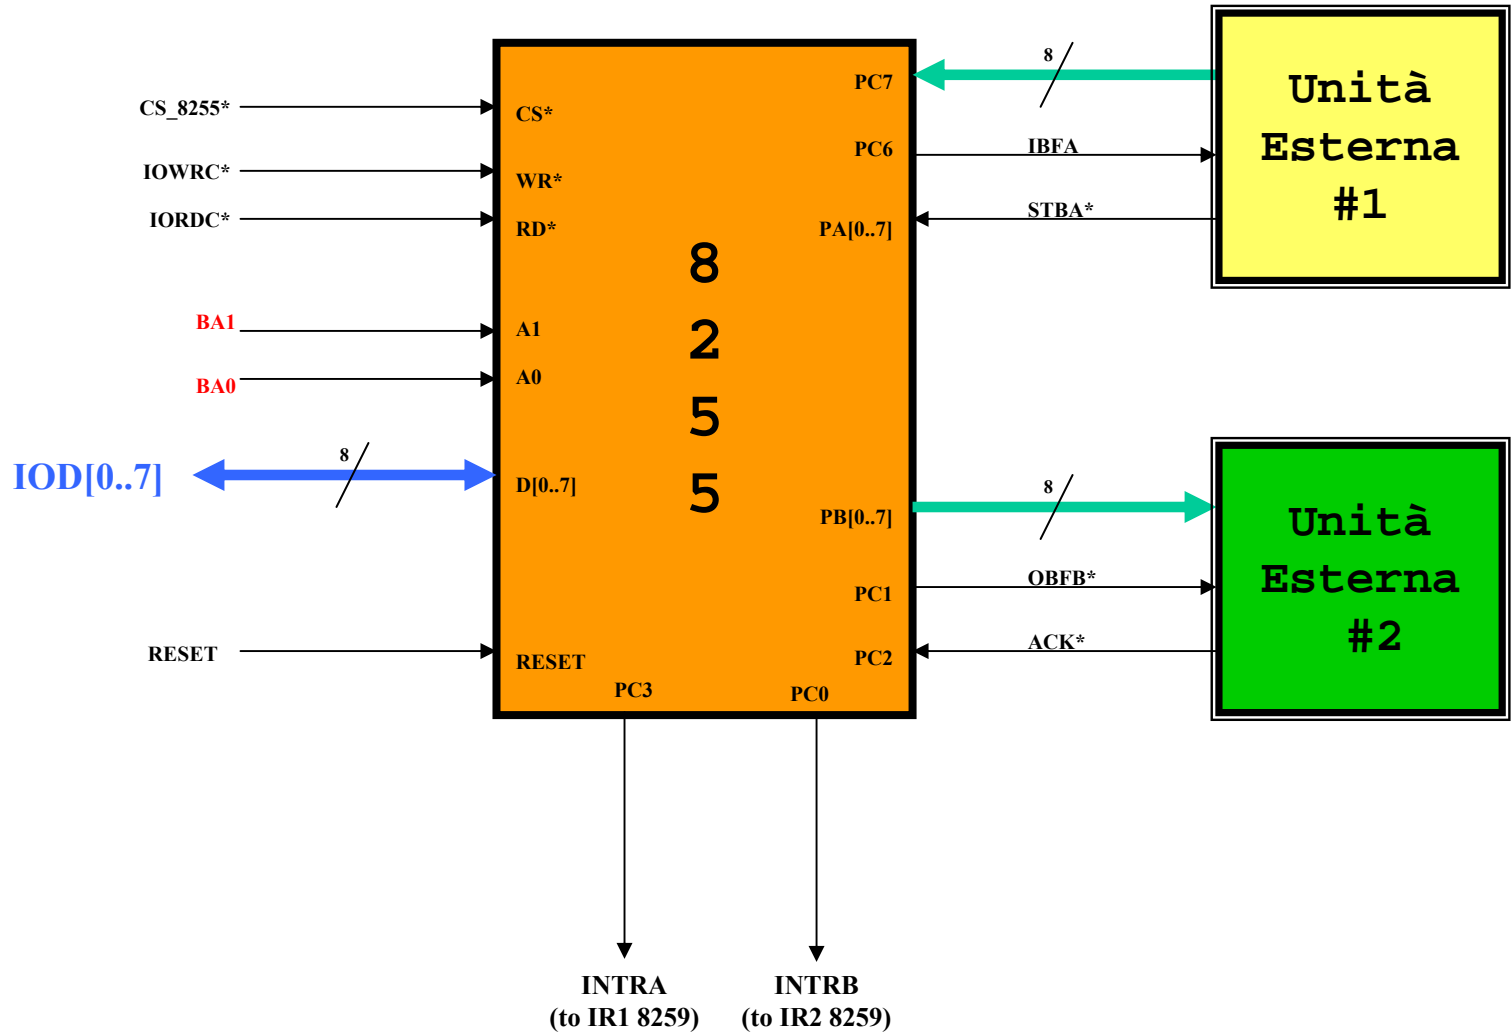 CS_8255*
IOWRC*
IORDC*
BA1
BA0
IOD[0..7]
8
RESET
CS*
WR*
RD*
A1
A0
D[0..7]
RESET
8
2
5
5
PC7
PC6
PA[0..7]
PB[0..7]
PC1
PC2
PC3
PC0
8
IBFA
STBA*
8
OBFB*
ACK*
Unità
Esterna
#1
Unità
Esterna
#2
INTRA
(to IR1 8259)
INTRB
(to IR2 8259)